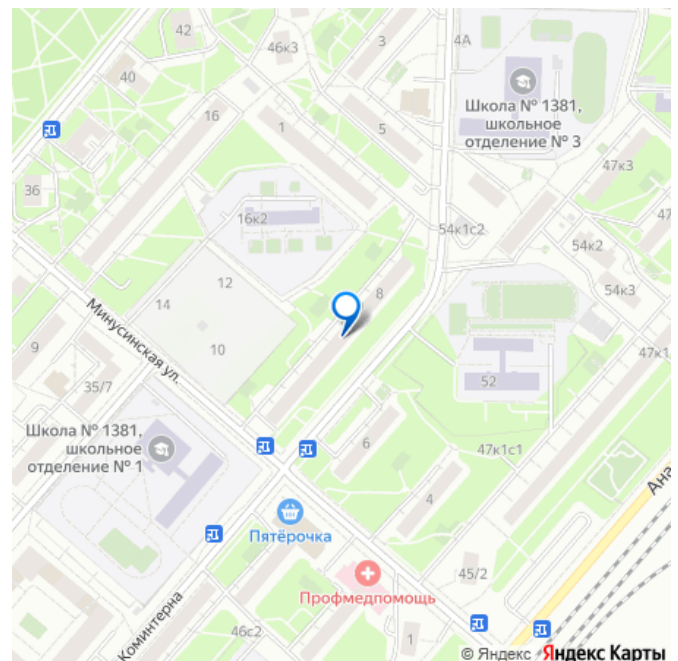 42
46к3
3
4А
40
Школа № 1381,
школьное
отделение № 3
16
1
5
47к3
36
16к2
54к1с2
47
54к2
12
8
54к3
14
Минусинская ул.
10
9
47к1
35/7
52
Школа № 1381,
школьное
отделение № 1
6
47к1с1
4
Ана
Пятёрочка
45/2
Профмедпомощь
Коминтерна
46с2
1
© Яндекс Яндекс Карты